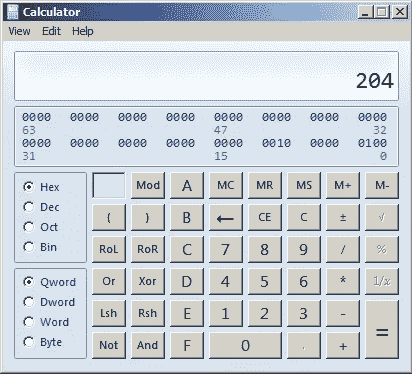 Calculator
View Edit Help
204
0000 0000 0000 0000 0000 0000 0000 0000
63 47 32
0000 0000 0000 0000 0000 0010 0000 0100
31 15 0
Hex Mod A MC MR MS M+ M-
Dec ( ) B ← CE C ± √
Oct RoL RoR C 7 8 9 / %
Bin
Qword Or Xor D 4 5 6 * 1/x
Dword
Word Lsh Rsh E 1 2 3 - =
Byte Not And F 0 . +